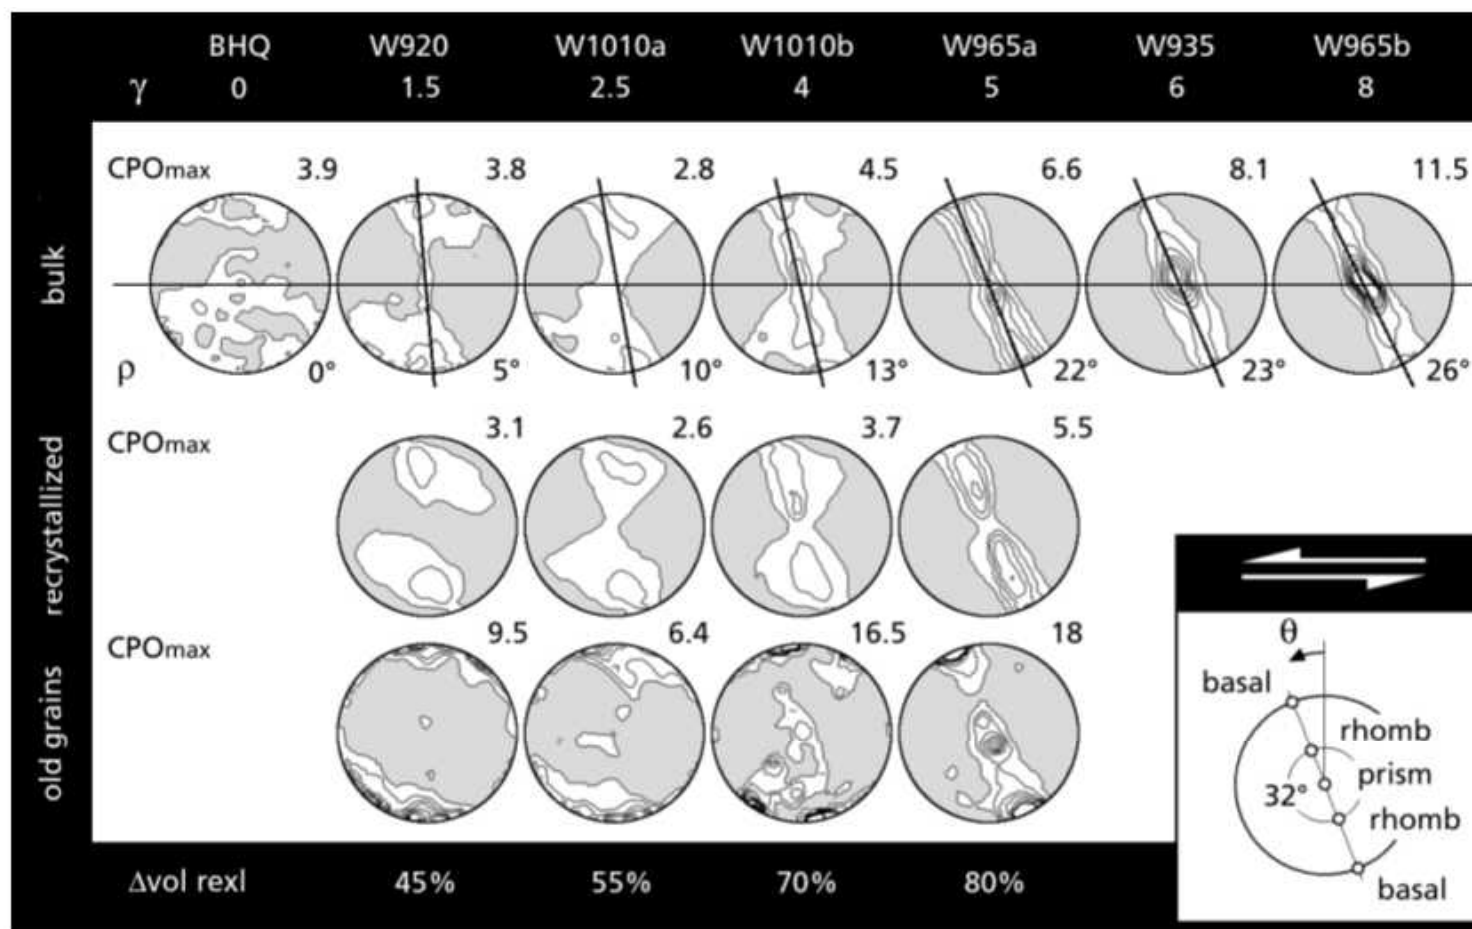 BHQ W920 W1010a W1010b W965a W935 W965b
γ 0 1.5 2.5 4 5 6 8
CPOmax 3.9 3.8 2.8 4.5 6.6 8.1 11.5
bulk
ρ 0° 5° 10° 13° 22° 23° 26°
CPOmax 3.1 2.6 3.7 5.5
recrystallized
CPOmax 9.5 6.4 16.5 18
old grains
Δvol rexl 45% 55% 70% 80%
θ
basal
rhomb
prism
32°
rhomb
basal